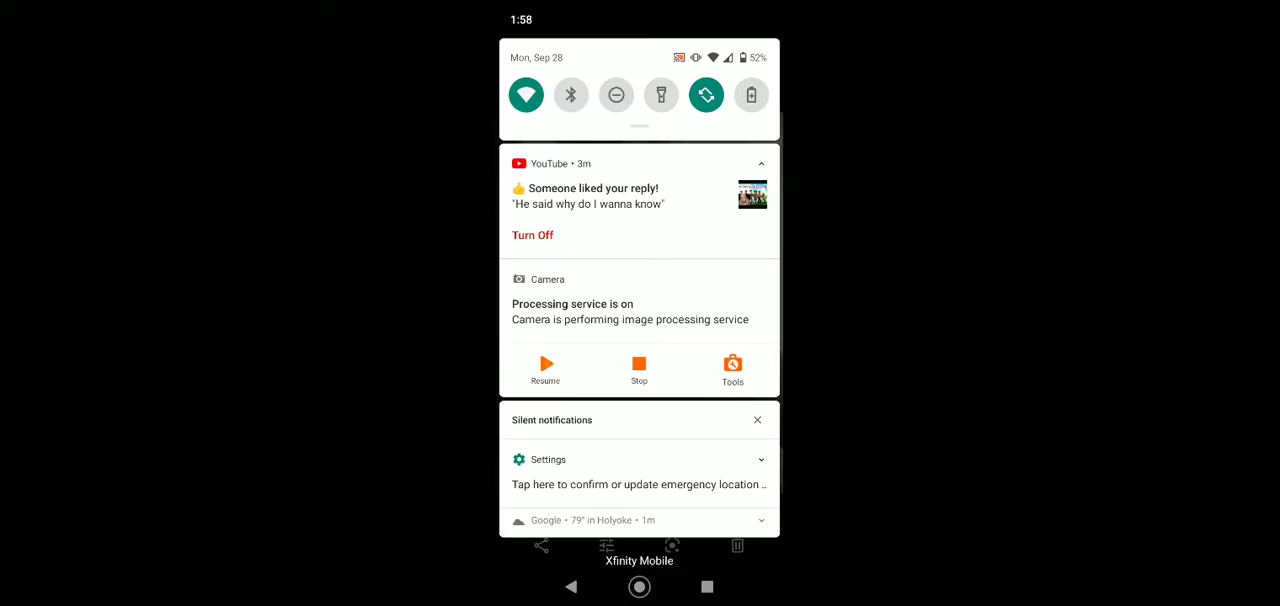 1:58
Mon, Sep 28
52%
YouTube • 3m
👍 Someone liked your reply!
"He said why do I wanna know"
Turn Off
Camera
Processing service is on
Camera is performing image processing service
Resume Stop Tools
Silent notifications
Settings
Tap here to confirm or update emergency location ..
Google • 79° in Holyoke • 1m
Xfinity Mobile